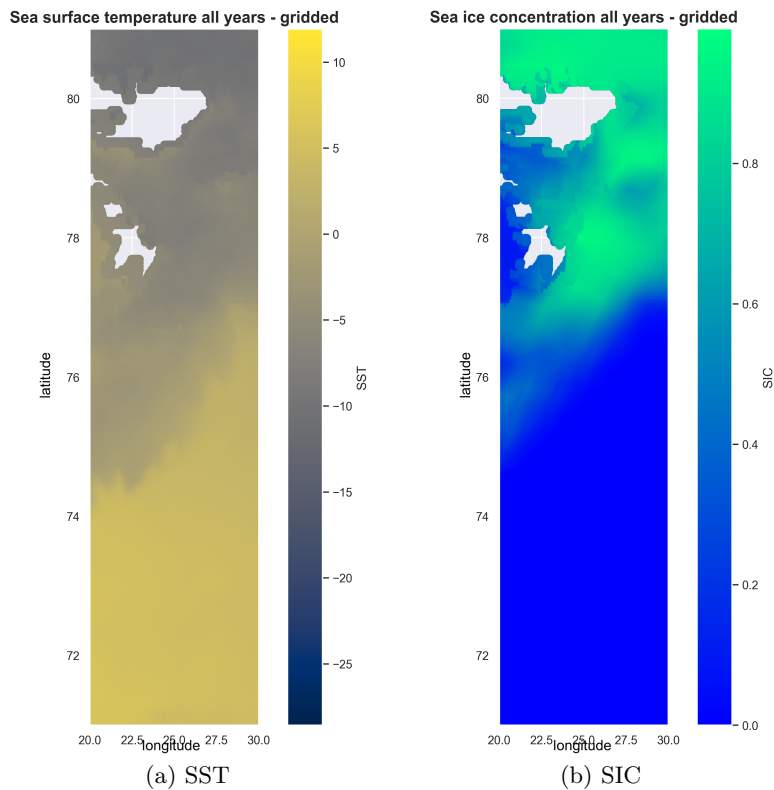 Sea surface temperature all years - gridded
80
78
76
74
72
latitude
20.0 22.5 25.0 27.5 30.0
longitude
10
5
0
−5
−10
−15
−20
−25
SST
(a) SST
Sea ice concentration all years - gridded
80
78
76
74
72
latitude
20.0 22.5 25.0 27.5 30.0
longitude
0.8
0.6
0.4
0.2
0.0
SIC
(b) SIC